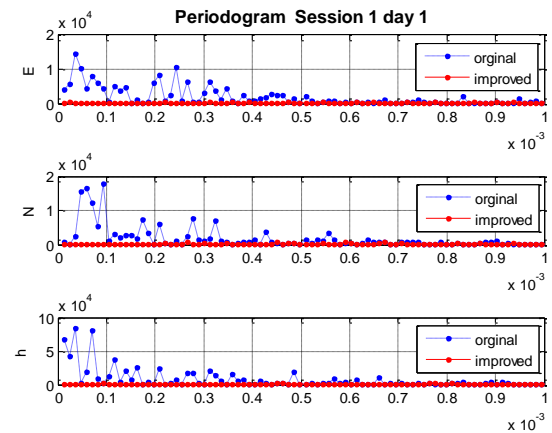 Periodogram Session 1 day 1
x 10^4
2
1
0
E
orginal
improved
0 0.1 0.2 0.3 0.4 0.5 0.6 0.7 0.8 0.9 1
x 10^-3
x 10^4
2
1
0
N
orginal
improved
0 0.1 0.2 0.3 0.4 0.5 0.6 0.7 0.8 0.9 1
x 10^-3
x 10^4
10
5
0
h
orginal
improved
0 0.1 0.2 0.3 0.4 0.5 0.6 0.7 0.8 0.9 1
x 10^-3